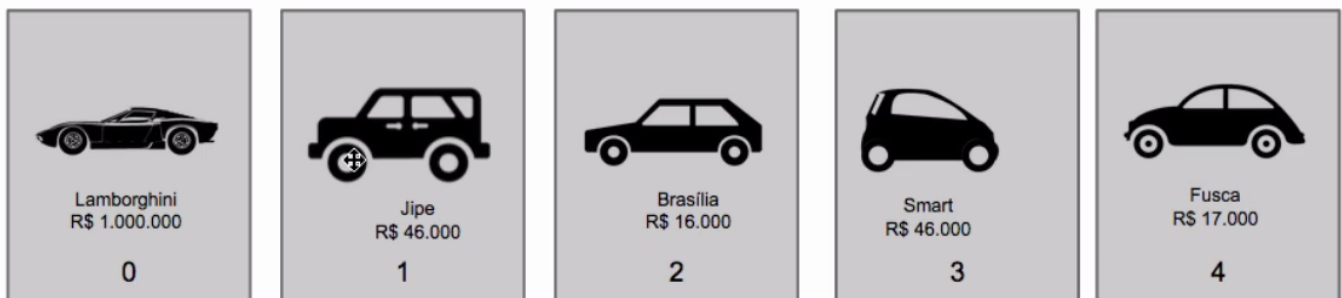 Lamborghini
R$ 1.000.000
0
Jipe
R$ 46.000
1
Brasília
R$ 16.000
2
Smart
R$ 46.000
3
Fusca
R$ 17.000
4